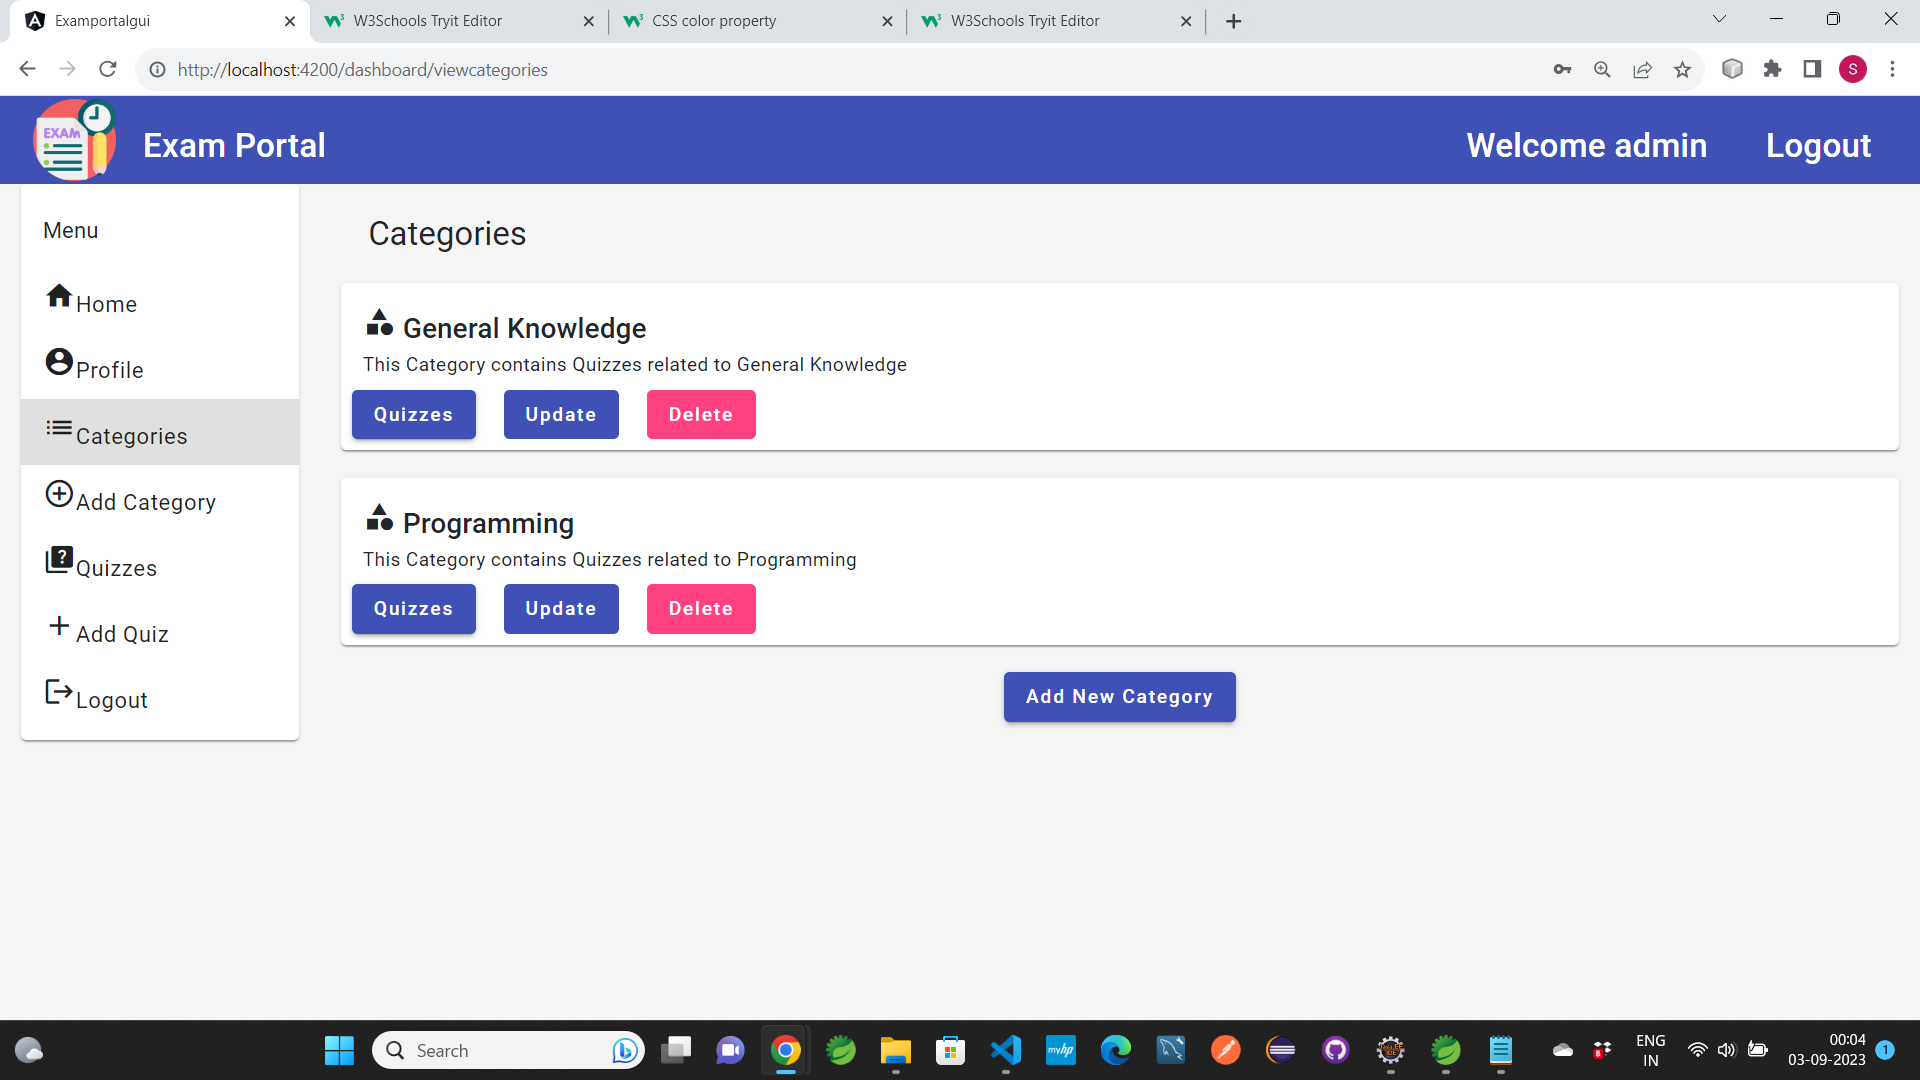 Examportalgui
W3Schools Tryit Editor
CSS color property
W3Schools Tryit Editor
http://localhost:4200/dashboard/viewcategories
S
EXAM
Exam Portal
Welcome admin
Logout
Menu
Home
Profile
Categories
Add Category
Quizzes
Add Quiz
Logout
Categories
General Knowledge
This Category contains Quizzes related to General Knowledge
Quizzes
Update
Delete
Programming
This Category contains Quizzes related to Programming
Quizzes
Update
Delete
Add New Category
Search
myhp
8
ENG
IN
00:04
03-09-2023
1